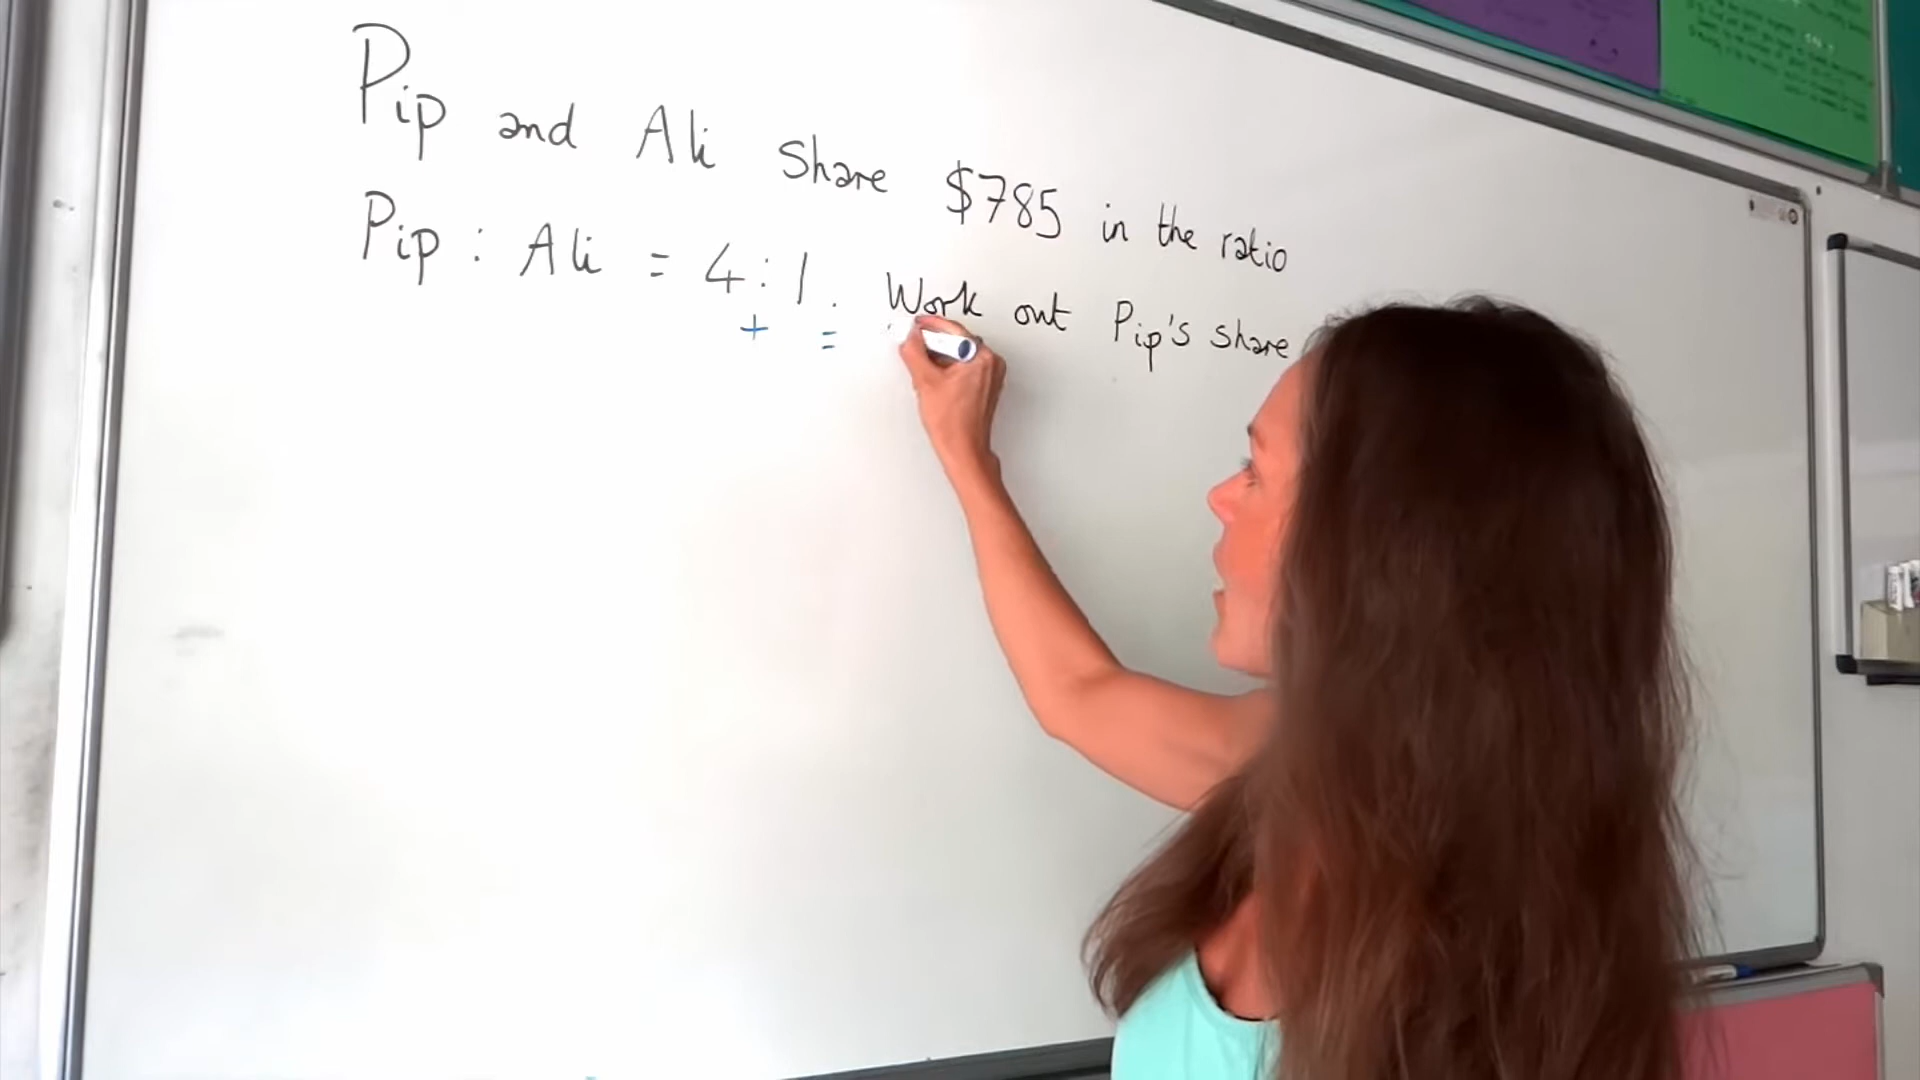 Pip and Ali share $785 in the ratio
Pip : Ali = 4 : 1. Work out Pip's share
+ =